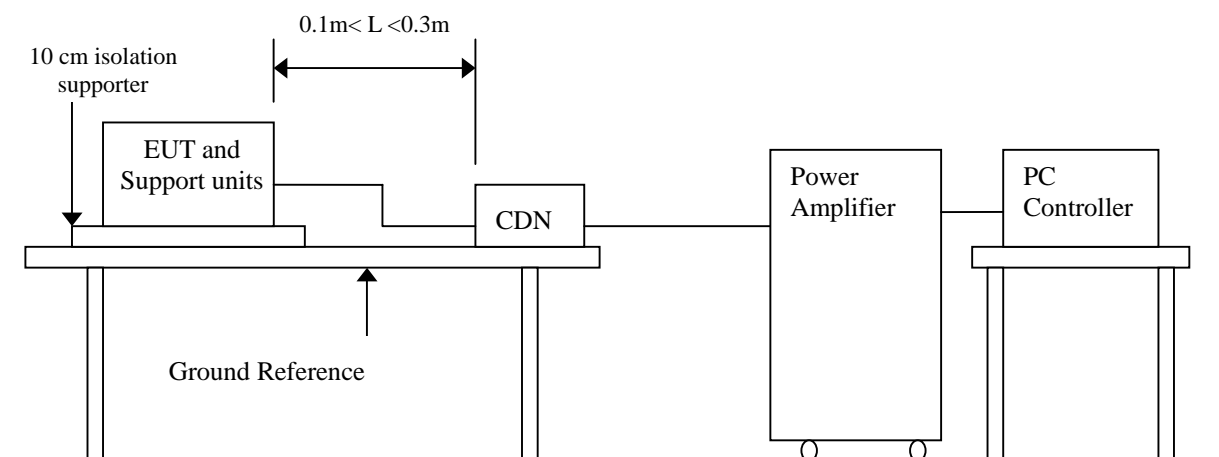 0.1m< L <0.3m
10 cm isolation
supporter
EUT and
Support units
CDN
Power
Amplifier
PC
Controller
Ground Reference